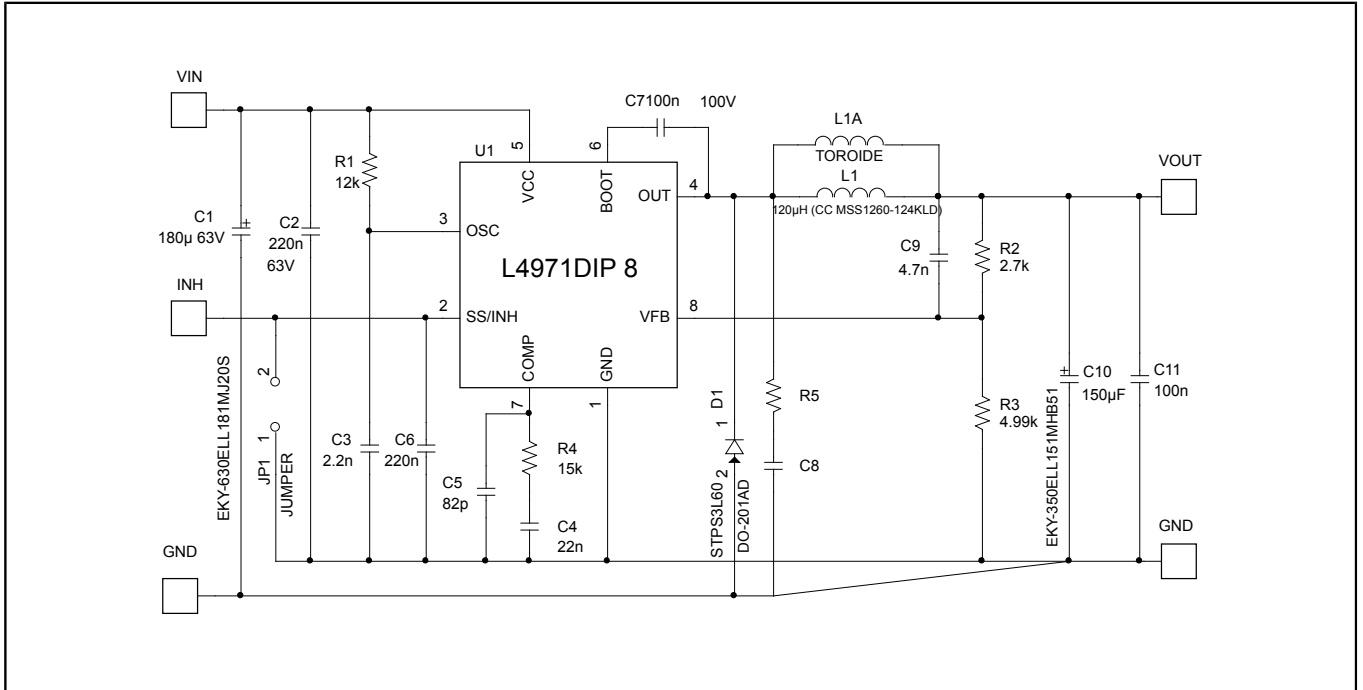 VIN
C7100n 100V
L1A
TOROIDE
L1
120µH (CC MSS1260-124KLD)
VOUT
U1
5
6
R1
12k
VCC
BOOT
OUT
4
3
OSC
C1
+
180µ 63V
C2
220n
63V
C9
4.7n
R2
2.7k
L4971DIP 8
INH
2
SS/INH
VFB
8
COMP
GND
7
1
EKY-630ELL181MJ20S
2
1
JP1
JUMPER
C3
2.2n
C6
220n
R4
15k
C5
82p
C4
22n
1
D1
2
STPS3L60
DO-201AD
R5
C8
R3
4.99k
EKY-350ELL151MHB51
+
C10
150µF
C11
100n
GND
GND